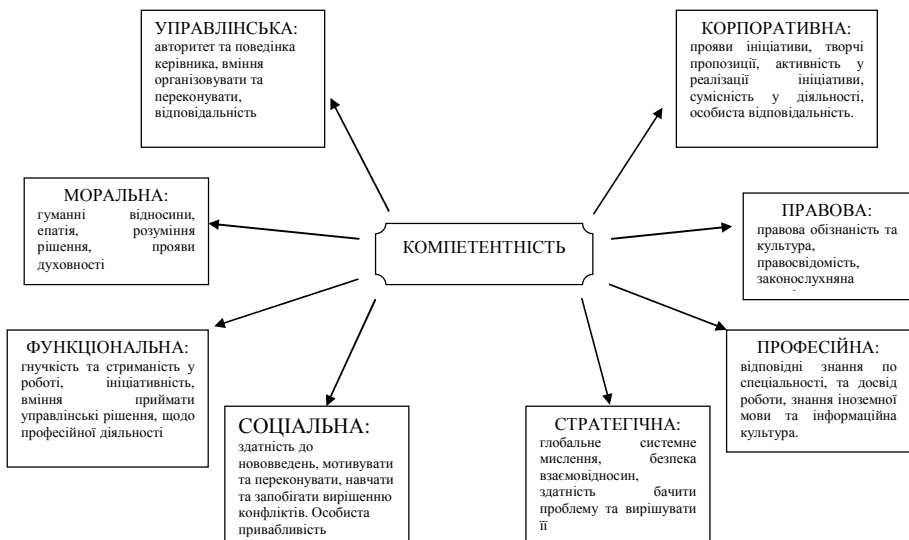 УПРАВЛІНСЬКА:
авторитет та поведінка
керівника, вміння
організовувати та
переконувати,
відповідальність
КОРПОРАТИВНА:
прояви ініціативи, творчі
пропозиції, активність у
реалізації ініціативи,
сумісність у діяльності,
особиста відповідальність.
МОРАЛЬНА:
гуманні відносини,
епатія, розуміння
рішення, прояви
духовності
КОМПЕТЕНТНІСТЬ
ПРАВОВА:
правова обізнаність та
культура,
правосвідомість,
законослухняна
ФУНКЦІОНАЛЬНА:
гнучкість та стриманість у
роботі, ініціативність,
вміння приймати
управлінські рішення, щодо
професійної діяльності
ПРОФЕСІЙНА:
відповідні знання по
спеціальності, та досвід
роботи, знання іноземної
мови та інформаційна
культура.
СОЦІАЛЬНА:
здатність до
нововведень, мотивувати
та переконувати, навчати
та запобігати вирішенню
конфліктів. Особиста
привабливість
СТРАТЕГІЧНА:
глобальне системне
мислення, безпека
взаємовідносин,
здатність бачити
проблему та вирішувати
її